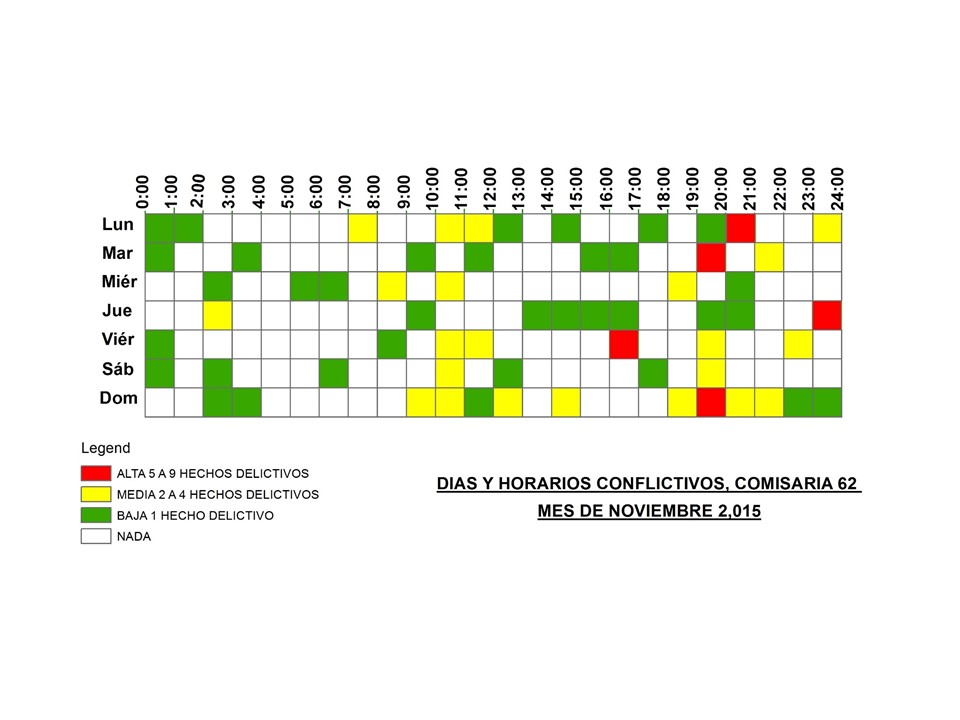 0:00 1:00 2:00 3:00 4:00 5:00 6:00 7:00 8:00 9:00 10:00 11:00 12:00 13:00 14:00 15:00 16:00 17:00 18:00 19:00 20:00 21:00 22:00 23:00 24:00
Lun
Mar
Miér
Jue
Viér
Sáb
Dom
Legend
ALTA 5 A 9 HECHOS DELICTIVOS
MEDIA 2 A 4 HECHOS DELICTIVOS
BAJA 1 HECHO DELICTIVO
NADA
DIAS Y HORARIOS CONFLICTIVOS, COMISARIA 62
MES DE NOVIEMBRE 2,015